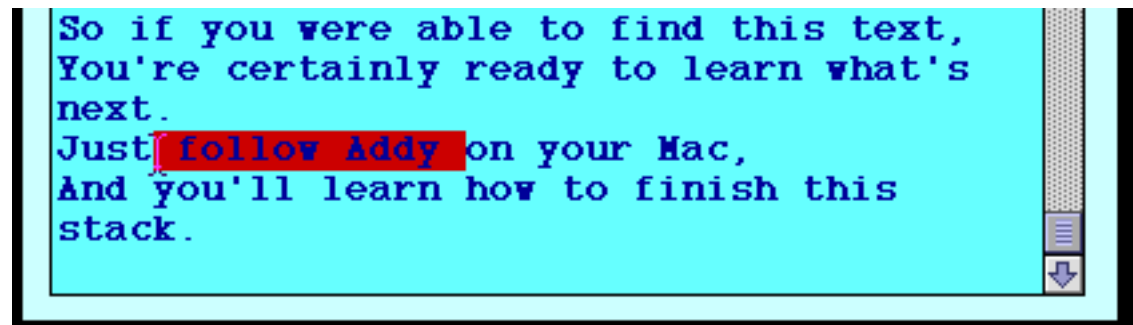 So if you were able to find this text,
You're certainly ready to learn what's
next.
Just follow Addy on your Mac,
And you'll learn how to finish this
stack.